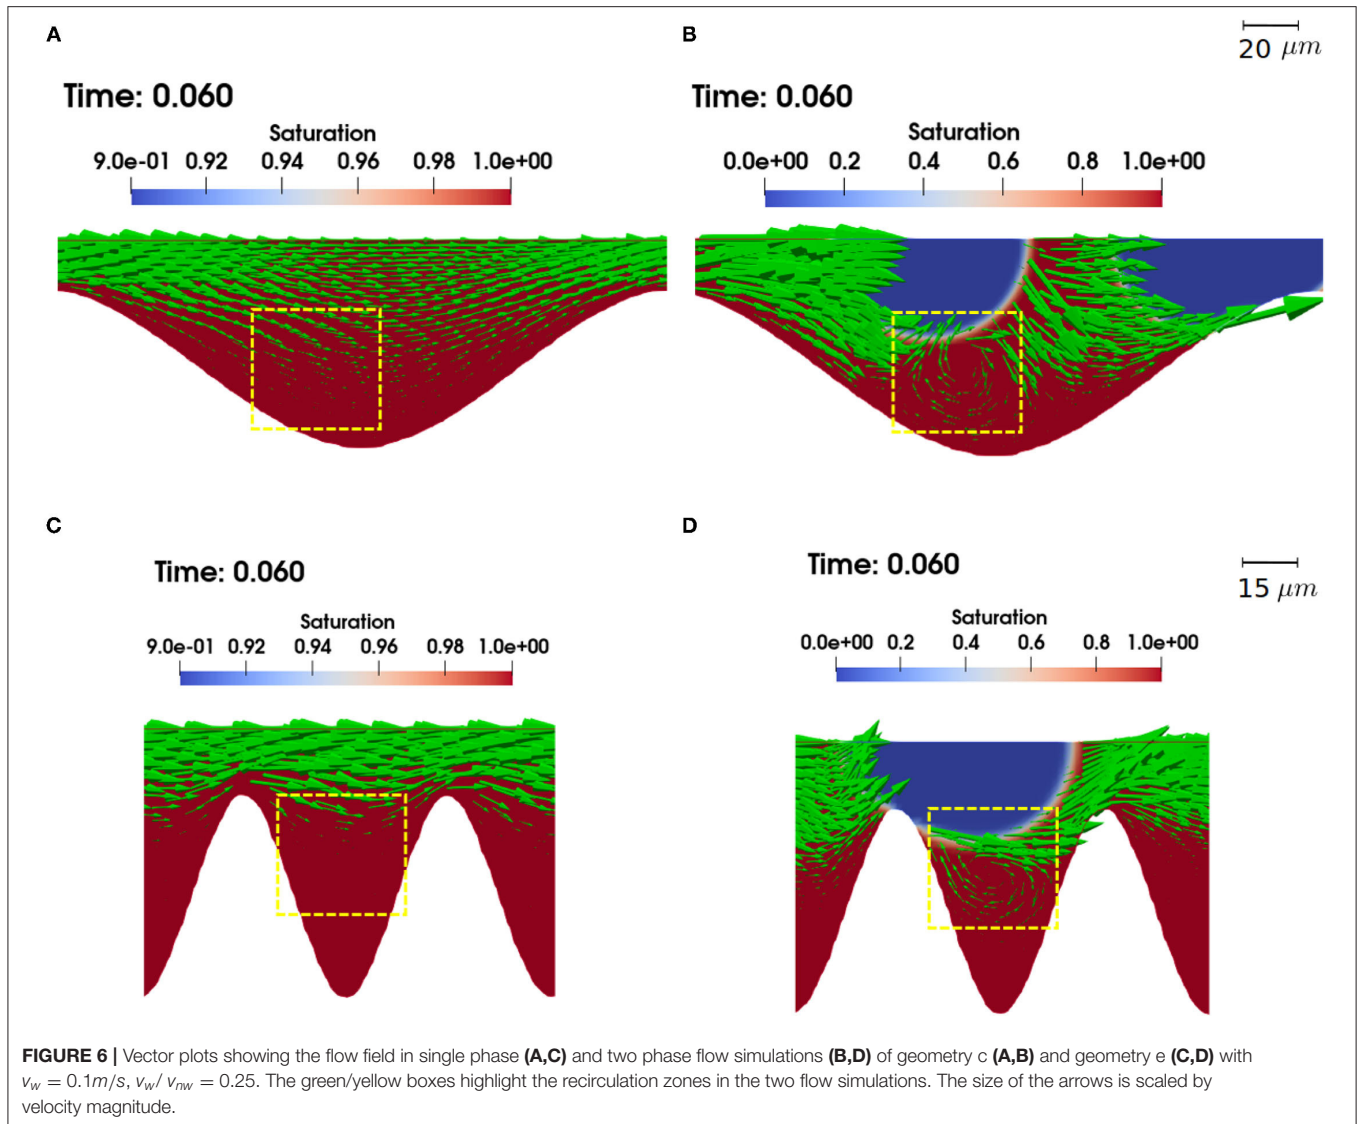 A
Time: 0.060
Saturation
9.0e-01 0.92 0.94 0.96 0.98 1.0e+00
B
20 μm
Time: 0.060
Saturation
0.0e+00 0.2 0.4 0.6 0.8 1.0e+00
C
Time: 0.060
Saturation
9.0e-01 0.92 0.94 0.96 0.98 1.0e+00
D
15 μm
Time: 0.060
Saturation
0.0e+00 0.2 0.4 0.6 0.8 1.0e+00
FIGURE 6 | Vector plots showing the flow field in single phase (A,C) and two phase flow simulations (B,D) of geometry c (A,B) and geometry e (C,D) with
v_w = 0.1m/s, v_w/ v_nw = 0.25. The green/yellow boxes highlight the recirculation zones in the two flow simulations. The size of the arrows is scaled by
velocity magnitude.